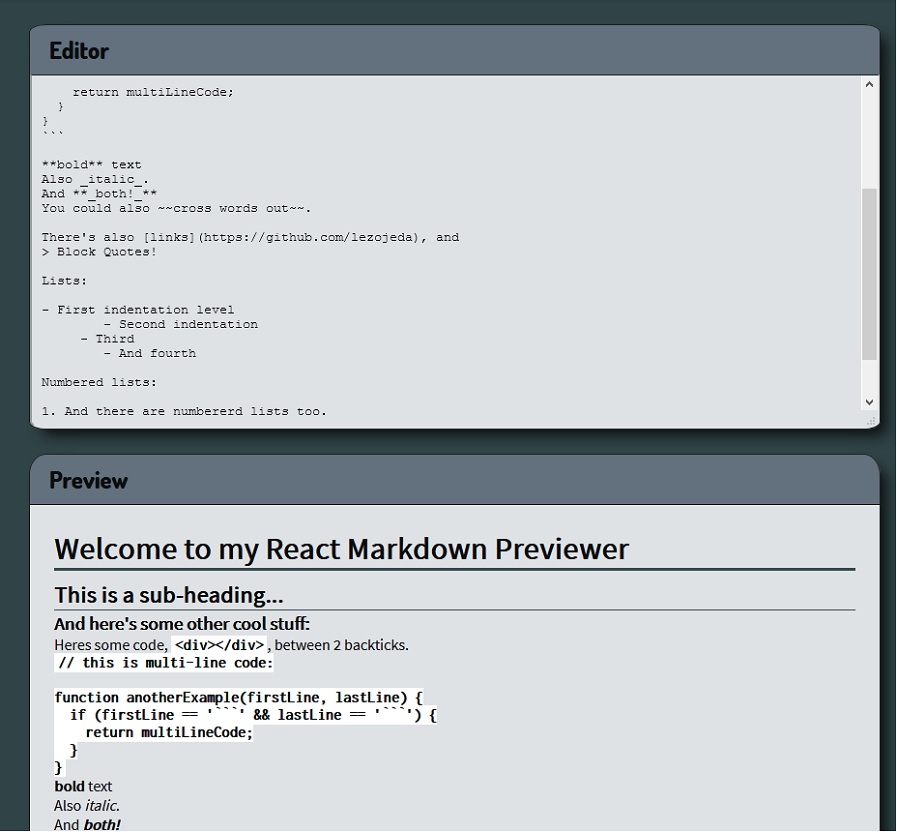 Editor
    return multiLineCode;
  }
}
```
**bold** text
Also _italic_.
And **_both!_**
You could also ~~cross words out~~.
There's also [links](https://github.com/lezojeda), and
> Block Quotes!
Lists:
- First indentation level
        - Second indentation
     - Third
        - And fourth
Numbered lists:
1. And there are numbererd lists too.
Preview
Welcome to my React Markdown Previewer
This is a sub-heading...
And here's some other cool stuff:
Heres some code, <div></div>, between 2 backticks.
// this is multi-line code:
function anotherExample(firstLine, lastLine) {
  if (firstLine == '```' && lastLine == '```') {
    return multiLineCode;
  }
}
bold text
Also italic.
And both!